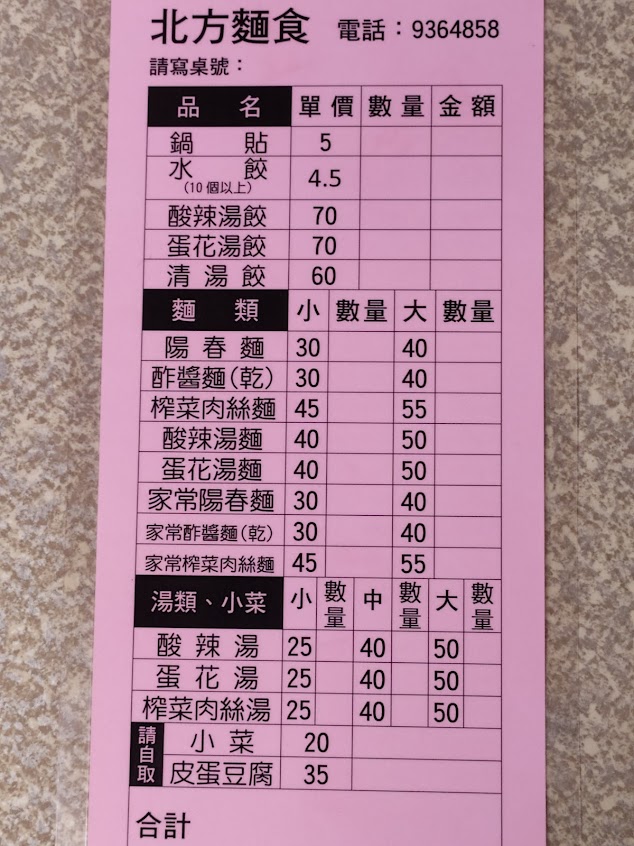 北方麵食 電話：9364858
請寫桌號：
品名 單價 數量 金額
鍋貼 5
水餃 4.5
(10個以上)
酸辣湯餃 70
蛋花湯餃 70
清湯餃 60
麵類 小 數量 大 數量
陽春麵 30 40
酢醬麵(乾) 30 40
榨菜肉絲麵 45 55
酸辣湯麵 40 50
蛋花湯麵 40 50
家常陽春麵 30 40
家常酢醬麵(乾) 30 40
家常榨菜肉絲麵 45 55
湯類、小菜 小 數量 中 數量 大 數量
酸辣湯 25 40 50
蛋花湯 25 40 50
榨菜肉絲湯 25 40 50
請自取
小菜 20
皮蛋豆腐 35
合計